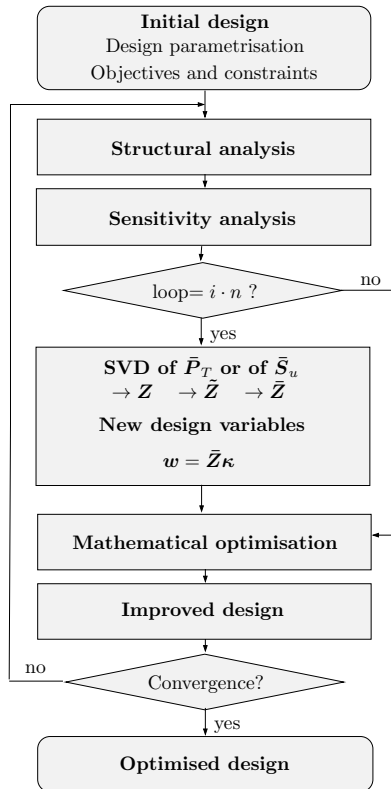 Initial design
Design parametrisation
Objectives and constraints
Structural analysis
Sensitivity analysis
loop= i · n ?
no
yes
SVD of P̄_T or of S̄_u
→ Z → Z̃ → Z̄
New design variables
w = Z̄κ
Mathematical optimisation
Improved design
no
Convergence?
yes
Optimised design